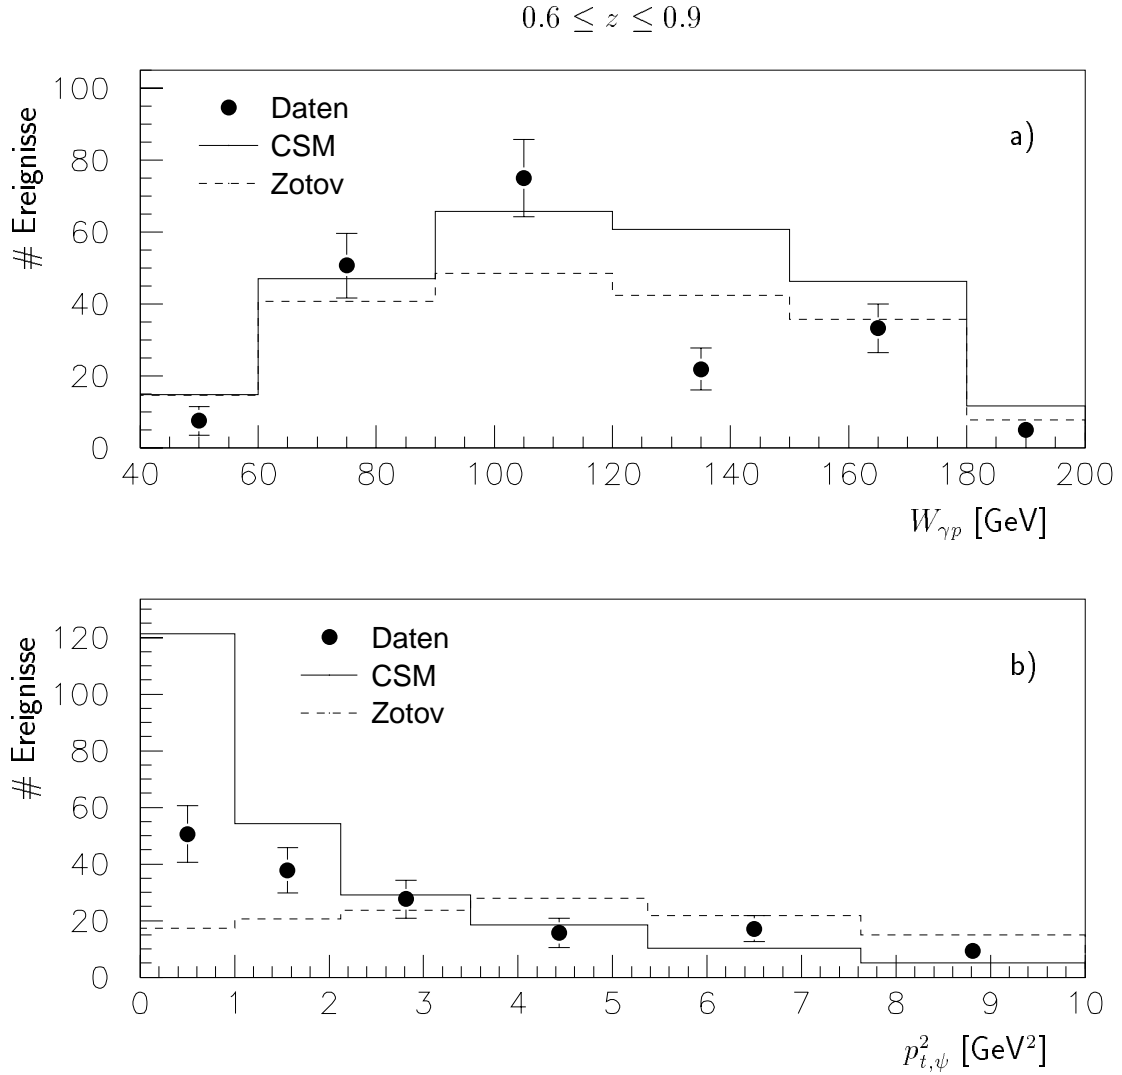 0.6 ≤ z ≤ 0.9
# Ereignisse
100
80
60
40
20
0
Daten
CSM
Zotov
a)
40 60 80 100 120 140 160 180 200
W_γp [GeV]
# Ereignisse
120
100
80
60
40
20
0
Daten
CSM
Zotov
b)
0 1 2 3 4 5 6 7 8 9 10
p²_t,ψ [GeV²]